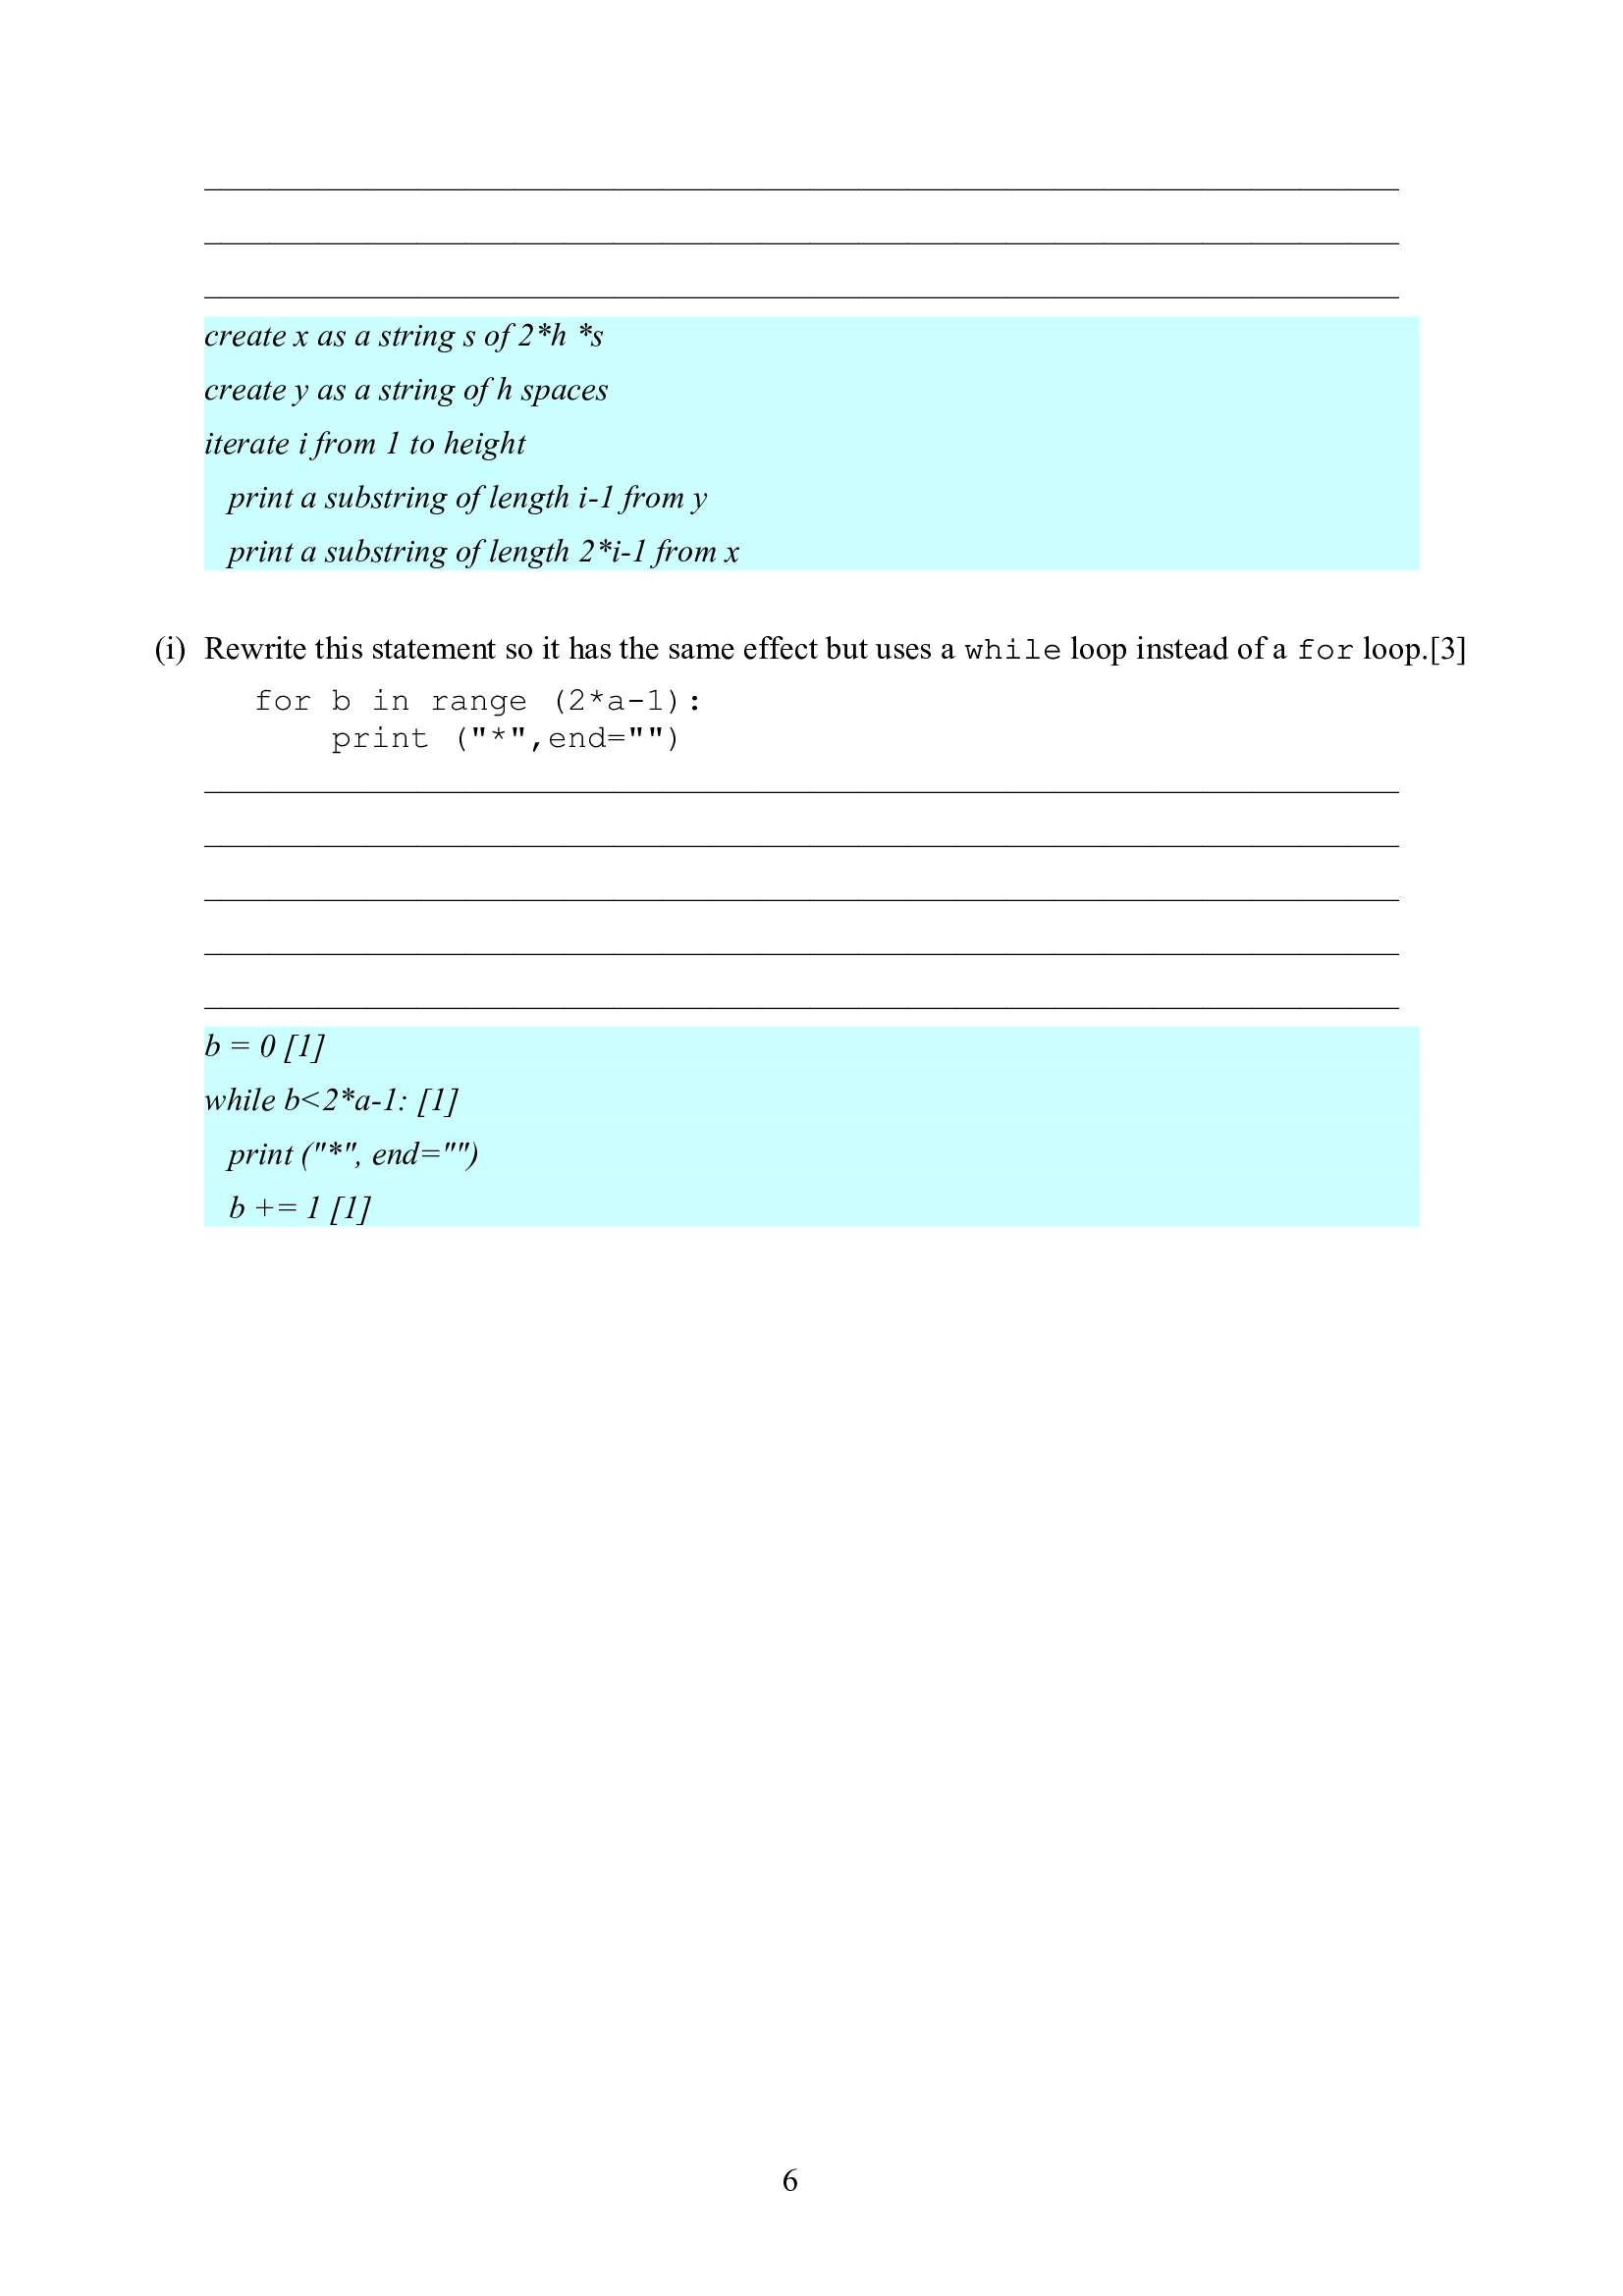 create x as a string s of 2*h *s
create y as a string of h spaces
iterate i from 1 to height
print a substring of length i-1 from y
print a substring of length 2*i-1 from x
(i) Rewrite this statement so it has the same effect but uses a while loop instead of a for loop.[3]
for b in range (2*a-1):
print ("*",end="")
b = 0 [1]
while b<2*a-1: [1]
print ("*", end="")
b += 1 [1]
6